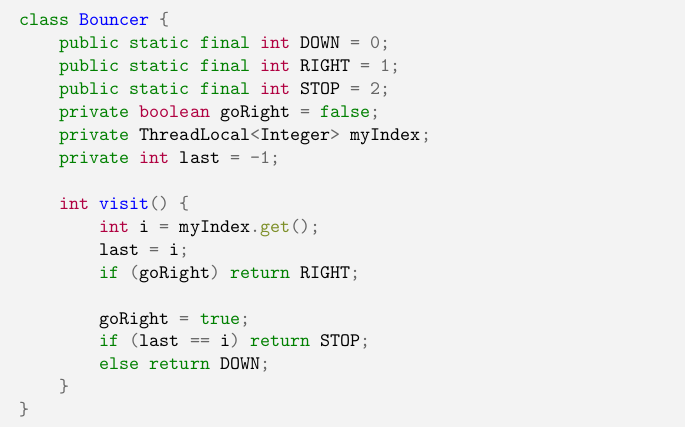 class Bouncer {
    public static final int DOWN = 0;
    public static final int RIGHT = 1;
    public static final int STOP = 2;
    private boolean goRight = false;
    private ThreadLocal<Integer> myIndex;
    private int last = -1;

    int visit() {
        int i = myIndex.get();
        last = i;
        if (goRight) return RIGHT;

        goRight = true;
        if (last == i) return STOP;
        else return DOWN;
    }
}